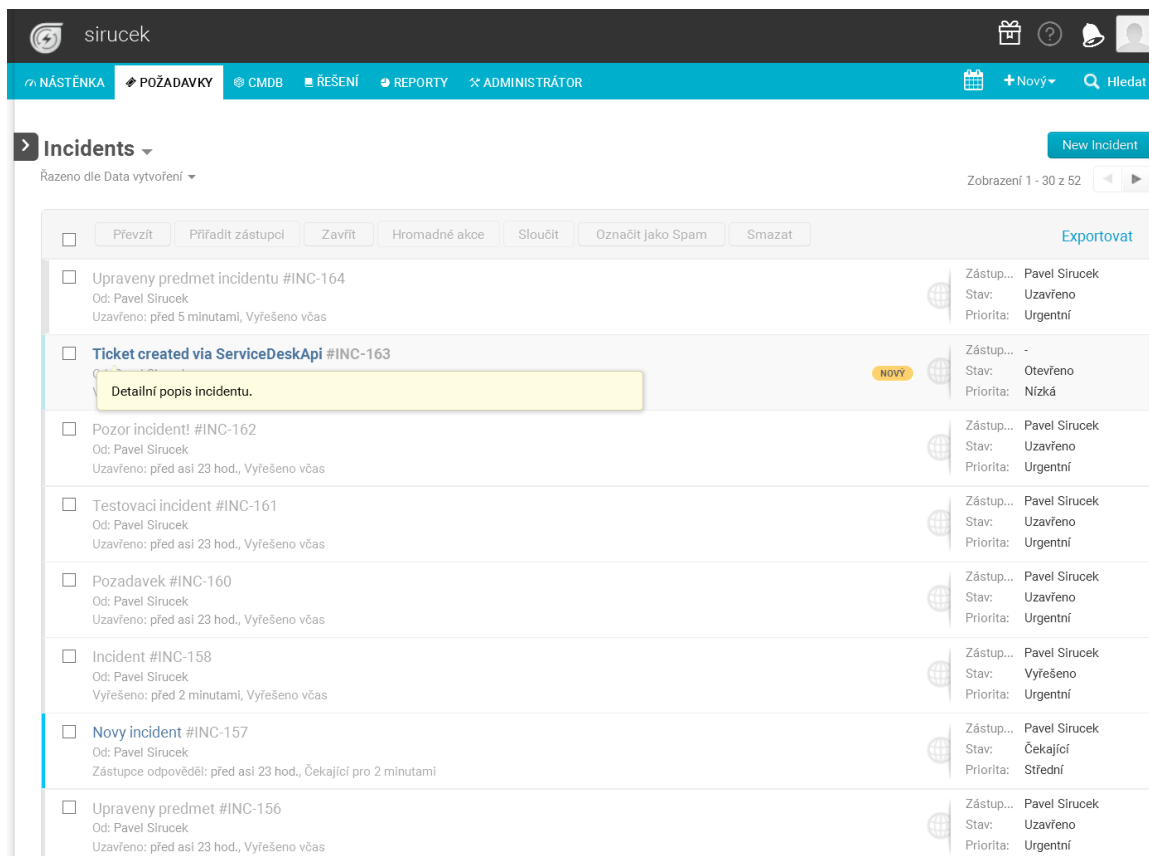 sirucek
NÁSTĚNKA POŽADAVKY CMDB ŘEŠENÍ REPORTY ADMINISTRÁTOR +Nový Hledat
Incidents
New Incident
Řazeno dle Data vytvoření
Zobrazení 1 - 30 z 52
Převzít Přiřadit zástupci Zavřít Hromadné akce Sloučit Označit jako Spam Smazat Exportovat
Upraveny predmet incidentu #INC-164
Od: Pavel Sirucek
Uzavřeno: před 5 minutami, Vyřešeno včas
Zástup... Pavel Sirucek
Stav: Uzavřeno
Priorita: Urgentní
Ticket created via ServiceDeskApi #INC-163
Detailní popis incidentu.
NOVÝ
Zástup... -
Stav: Otevřeno
Priorita: Nízká
Pozor incident! #INC-162
Od: Pavel Sirucek
Uzavřeno: před asi 23 hod., Vyřešeno včas
Zástup... Pavel Sirucek
Stav: Uzavřeno
Priorita: Urgentní
Testovaci incident #INC-161
Od: Pavel Sirucek
Uzavřeno: před asi 23 hod., Vyřešeno včas
Zástup... Pavel Sirucek
Stav: Uzavřeno
Priorita: Urgentní
Pozadavek #INC-160
Od: Pavel Sirucek
Uzavřeno: před asi 23 hod., Vyřešeno včas
Zástup... Pavel Sirucek
Stav: Uzavřeno
Priorita: Urgentní
Incident #INC-158
Od: Pavel Sirucek
Vyřešeno: před 2 minutami, Vyřešeno včas
Zástup... Pavel Sirucek
Stav: Vyřešeno
Priorita: Urgentní
Novy incident #INC-157
Od: Pavel Sirucek
Zástupce odpověděl: před asi 23 hod., Čekající pro 2 minutami
Zástup... Pavel Sirucek
Stav: Čekající
Priorita: Střední
Upraveny predmet #INC-156
Od: Pavel Sirucek
Uzavřeno: před asi 23 hod., Vyřešeno včas
Zástup... Pavel Sirucek
Stav: Uzavřeno
Priorita: Urgentní